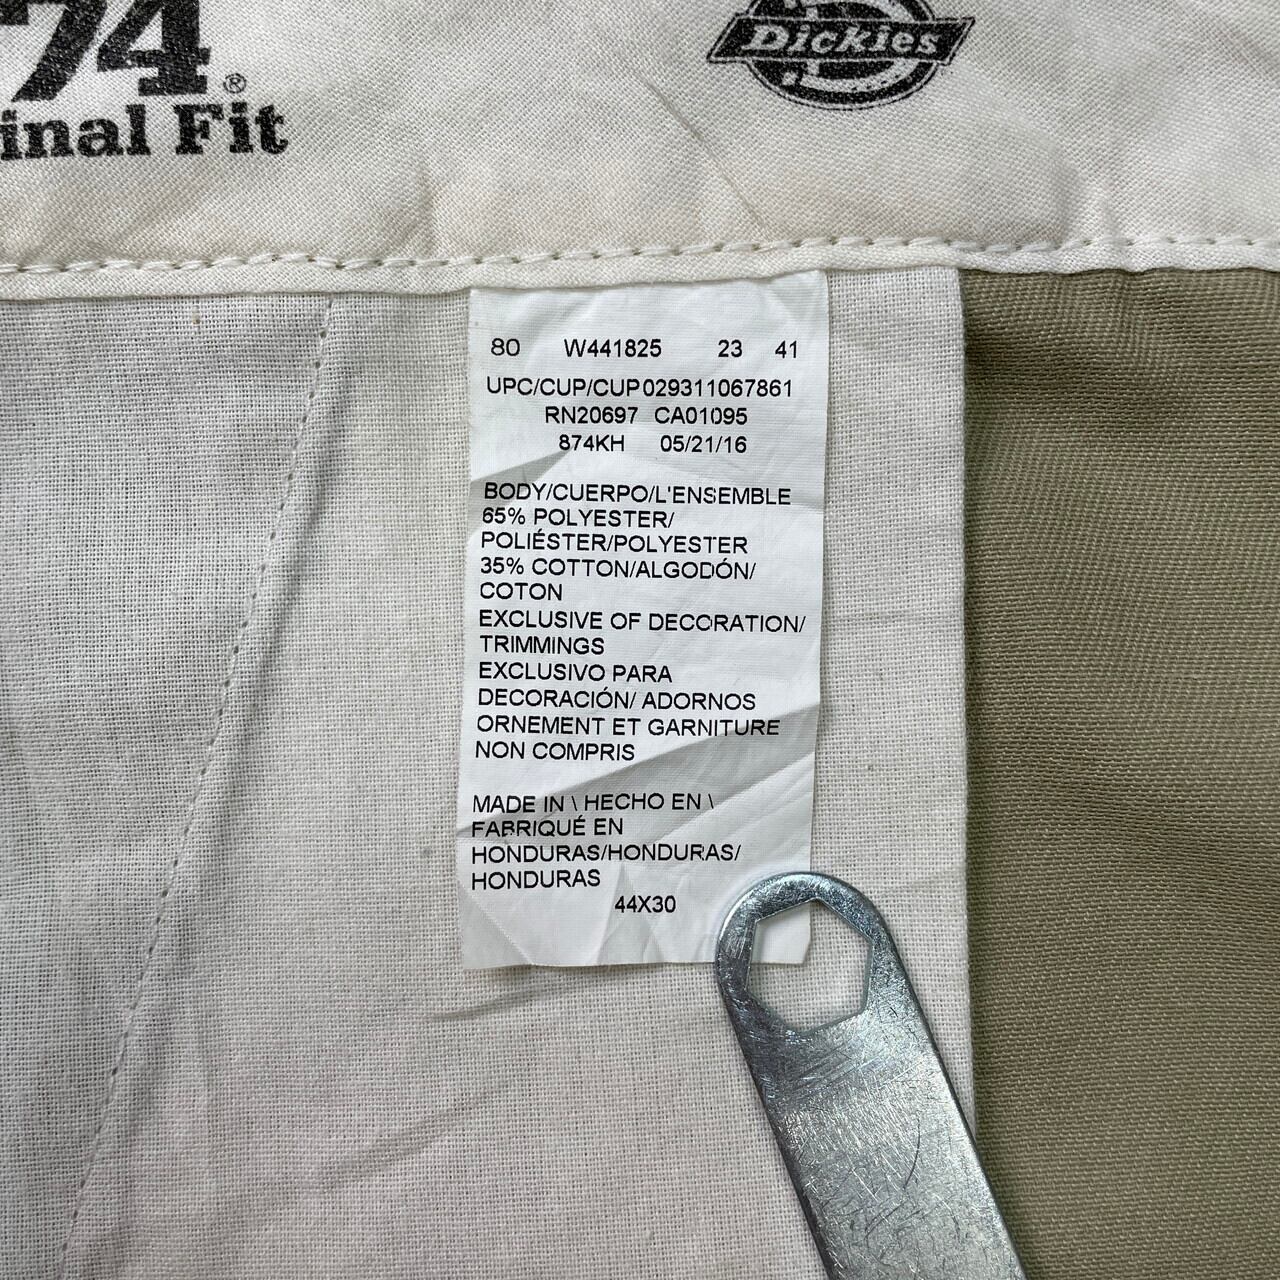 74®
inal Fit
Dickies
80 W441825 23 41
UPC/CUP/CUP029311067861
RN20697 CA01095
874KH 05/21/16
BODY/CUERPO/L'ENSEMBLE
65% POLYESTER/
POLIÉSTER/POLYESTER
35% COTTON/ALGODÓN/
COTON
EXCLUSIVE OF DECORATION/
TRIMMINGS
EXCLUSIVO PARA
DECORACIÓN/ ADORNOS
ORNEMENT ET GARNITURE
NON COMPRIS
MADE IN \ HECHO EN \
FABRIQUÉ EN
HONDURAS/HONDURAS/
HONDURAS
44X30